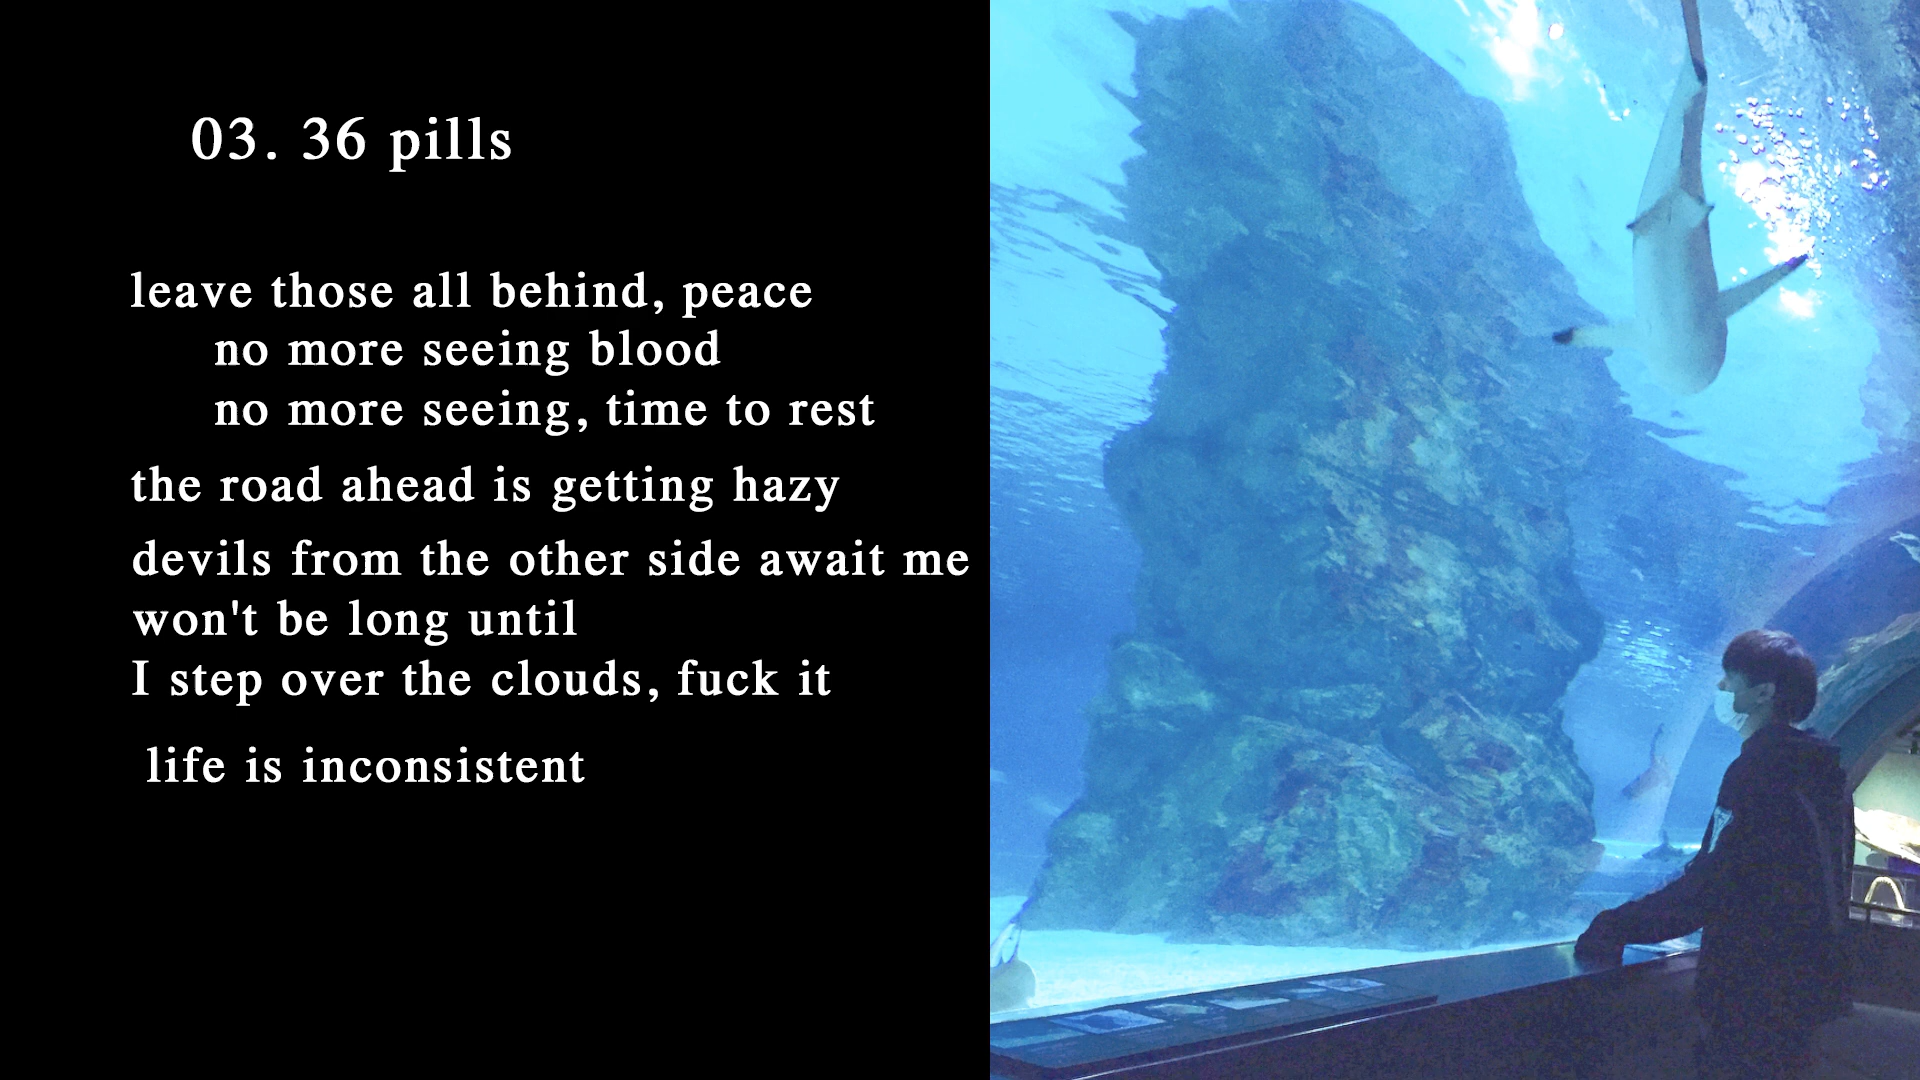 03. 36 pills
leave those all behind, peace
no more seeing blood
no more seeing, time to rest
the road ahead is getting hazy
devils from the other side await me
won't be long until
I step over the clouds, fuck it
life is inconsistent